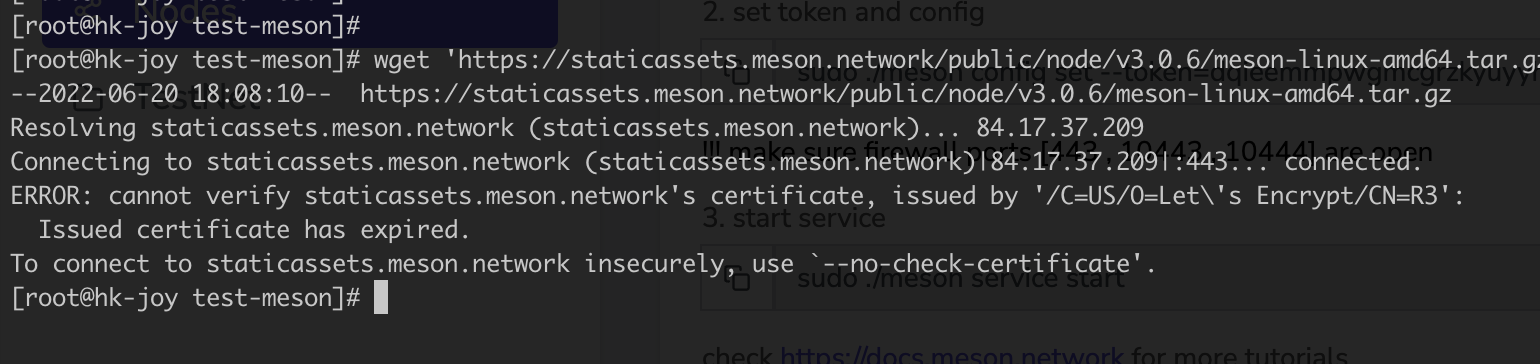 [root@hk-joy test-meson]#
[root@hk-joy test-meson]# wget 'https://staticassets.meson.network/public/node/v3.0.6/meson-linux-amd64.tar.gz
--2022-06-20 18:08:10--  https://staticassets.meson.network/public/node/v3.0.6/meson-linux-amd64.tar.gz
Resolving staticassets.meson.network (staticassets.meson.network)... 84.17.37.209
Connecting to staticassets.meson.network (staticassets.meson.network)|84.17.37.209|:443... connected.
ERROR: cannot verify staticassets.meson.network's certificate, issued by '/C=US/O=Let\'s Encrypt/CN=R3':
  Issued certificate has expired.
To connect to staticassets.meson.network insecurely, use `--no-check-certificate'.
[root@hk-joy test-meson]#
Nodes
TestNet
2. set token and config
sudo ./meson config set --token=
!!! make sure firewall ports [443, 10443, 10444] are open
3. start service
sudo ./meson service start
check https://docs.meson.network for more tutorials